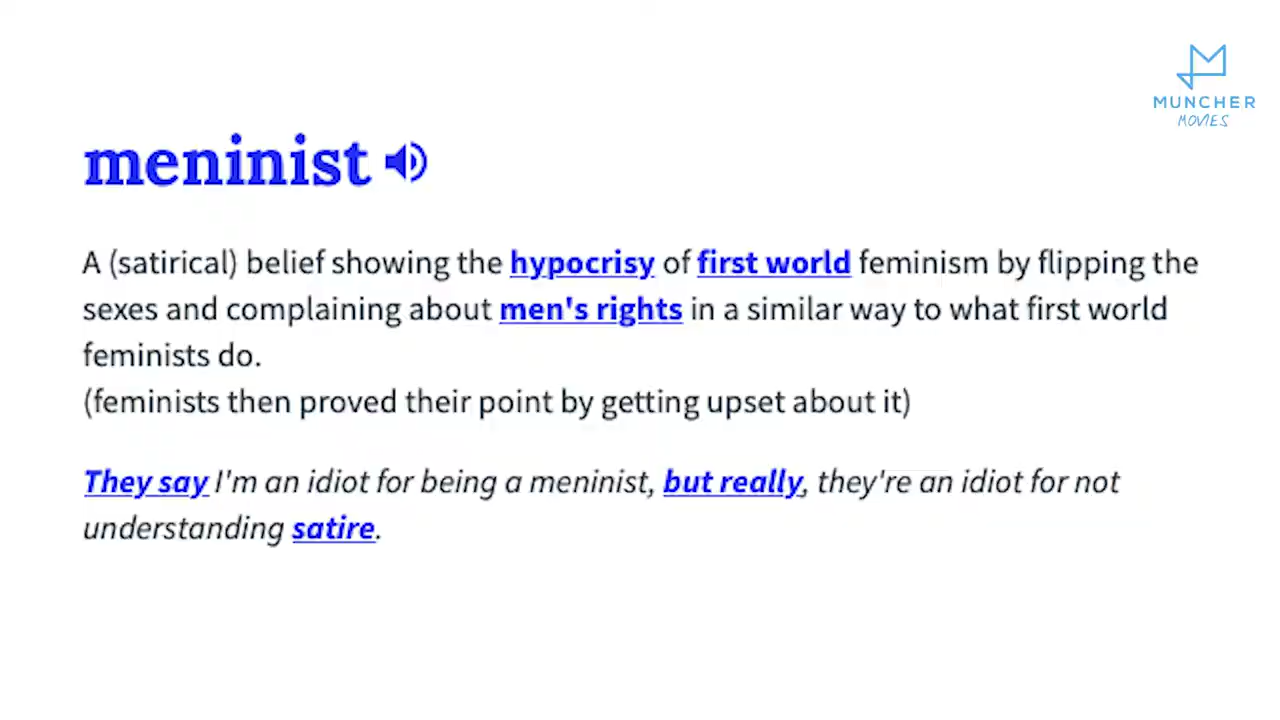 MUNCHER
MOVIES
meninist
A (satirical) belief showing the hypocrisy of first world feminism by flipping the
sexes and complaining about men's rights in a similar way to what first world
feminists do.
(feminists then proved their point by getting upset about it)
They say I'm an idiot for being a meninist, but really, they're an idiot for not
understanding satire.